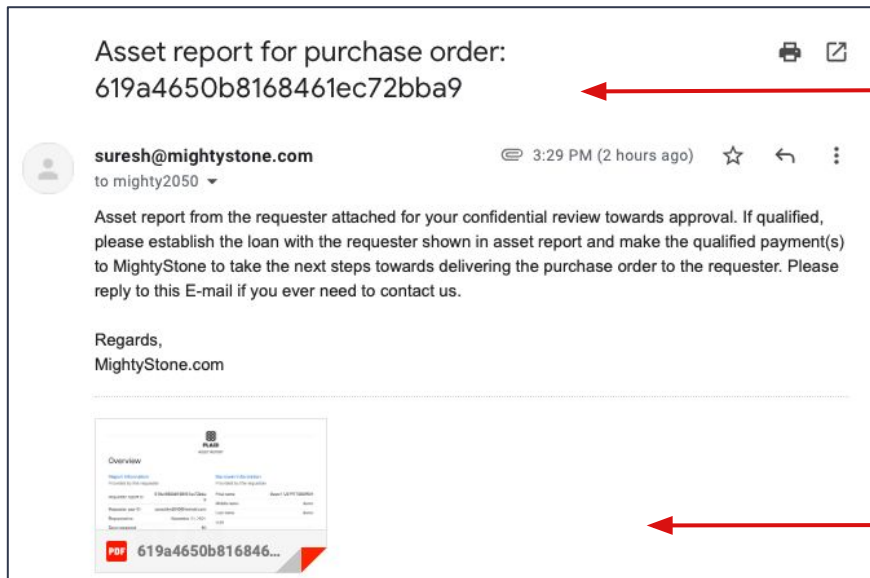 Asset report for purchase order:
619a4650b8168461ec72bba9
suresh@mightystone.com
3:29 PM (2 hours ago)
to mighty2050
Asset report from the requester attached for your confidential review towards approval. If qualified,
please establish the loan with the requester shown in asset report and make the qualified payment(s)
to MightyStone to take the next steps towards delivering the purchase order to the requester. Please
reply to this E-mail if you ever need to contact us.
Regards,
MightyStone.com
PLAID
ASSET REPORT
Overview
PDF
619a4650b816846...